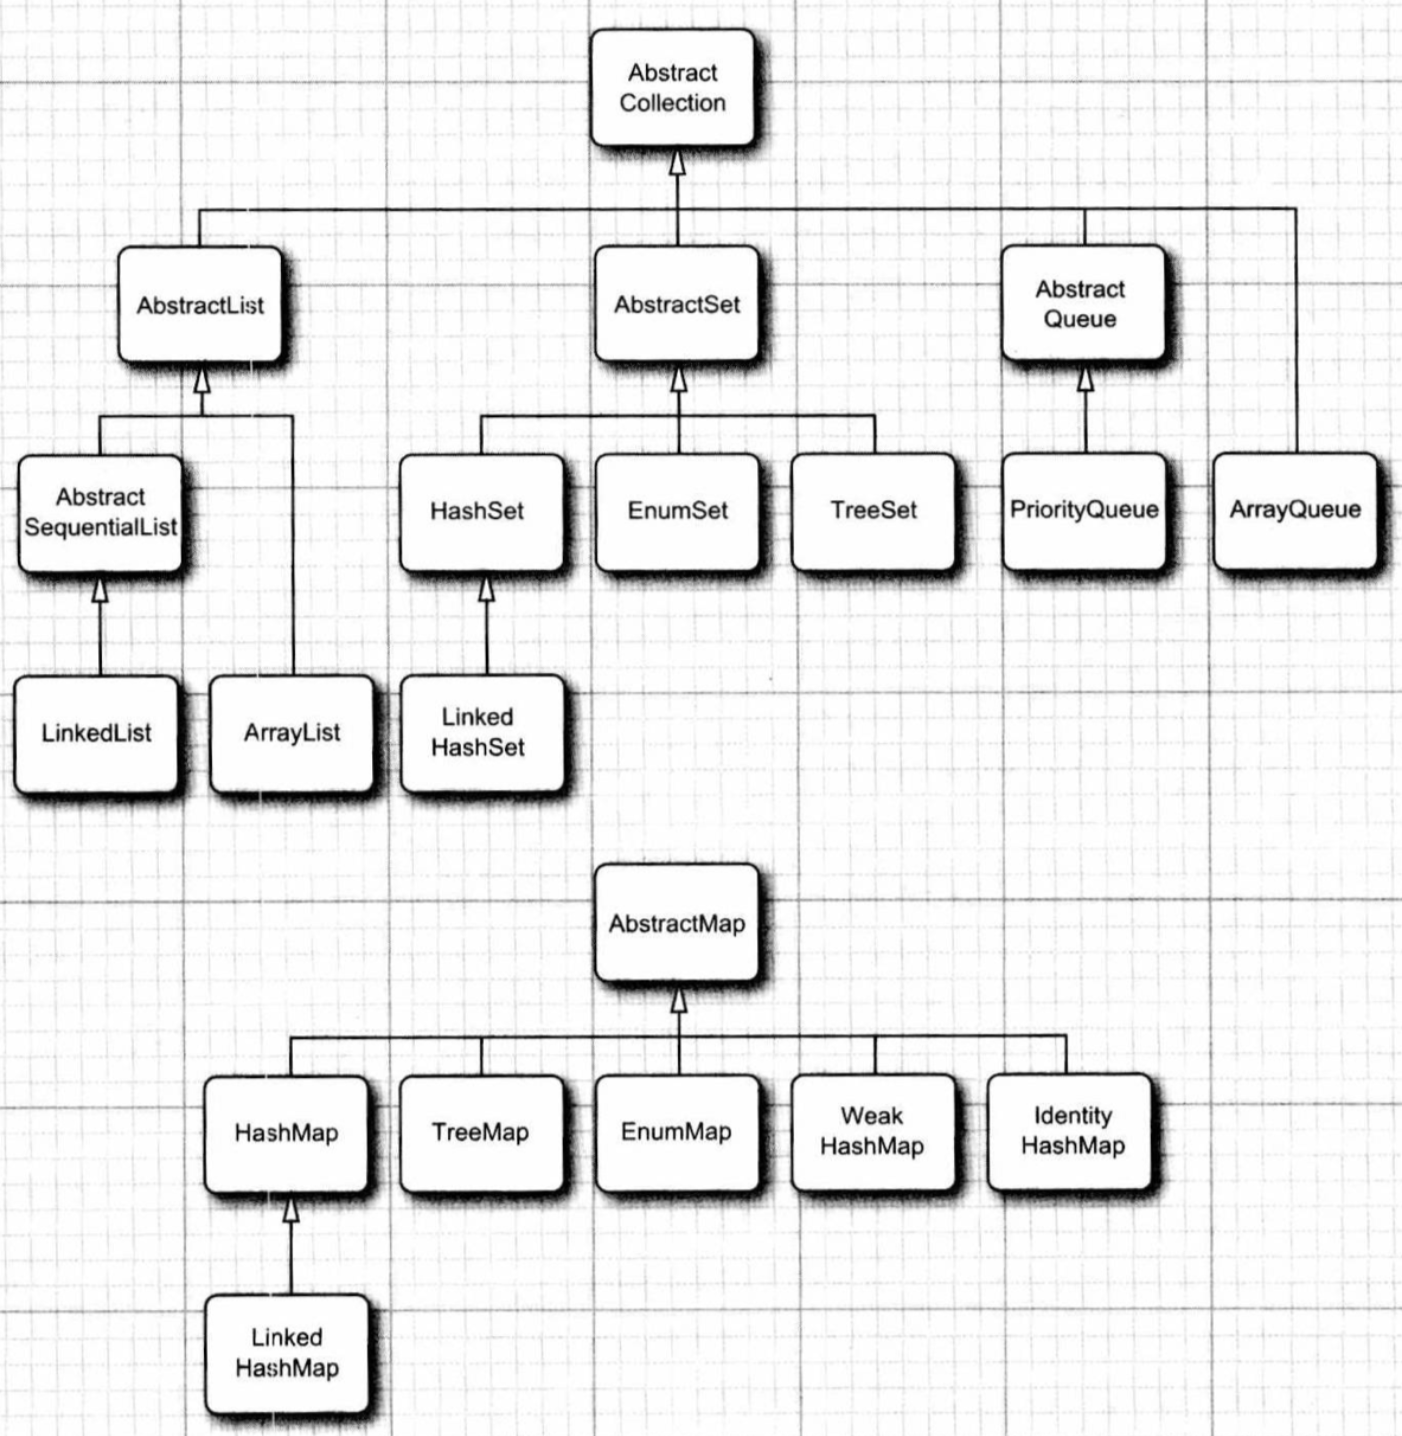 Abstract
Collection
AbstractList
AbstractSet
Abstract
Queue
Abstract
SequentialList
HashSet
EnumSet
TreeSet
PriorityQueue
ArrayQueue
LinkedList
ArrayList
Linked
HashSet
AbstractMap
HashMap
TreeMap
EnumMap
Weak
HashMap
Identity
HashMap
Linked
HashMap